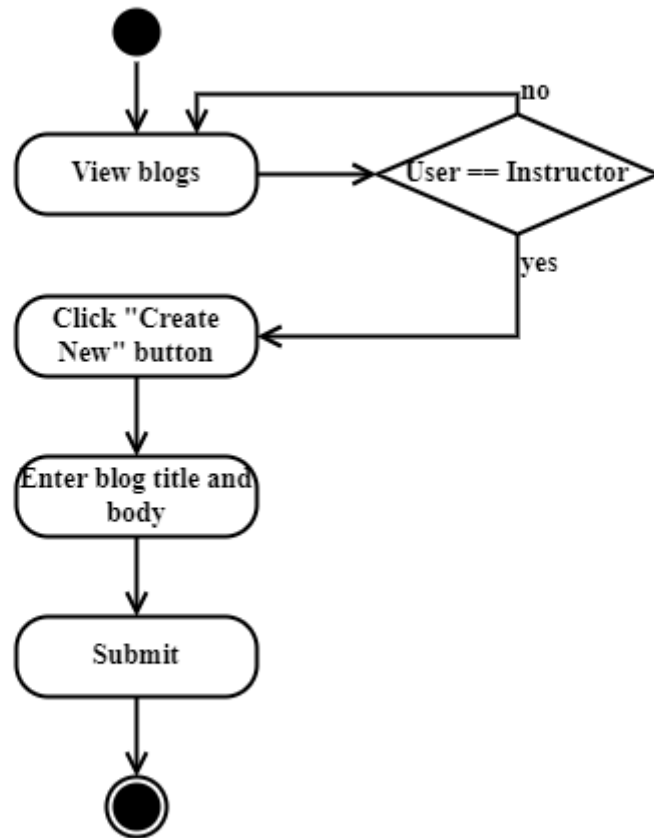 no
View blogs
User == Instructor
yes
Click "Create
New" button
Enter blog title and
body
Submit